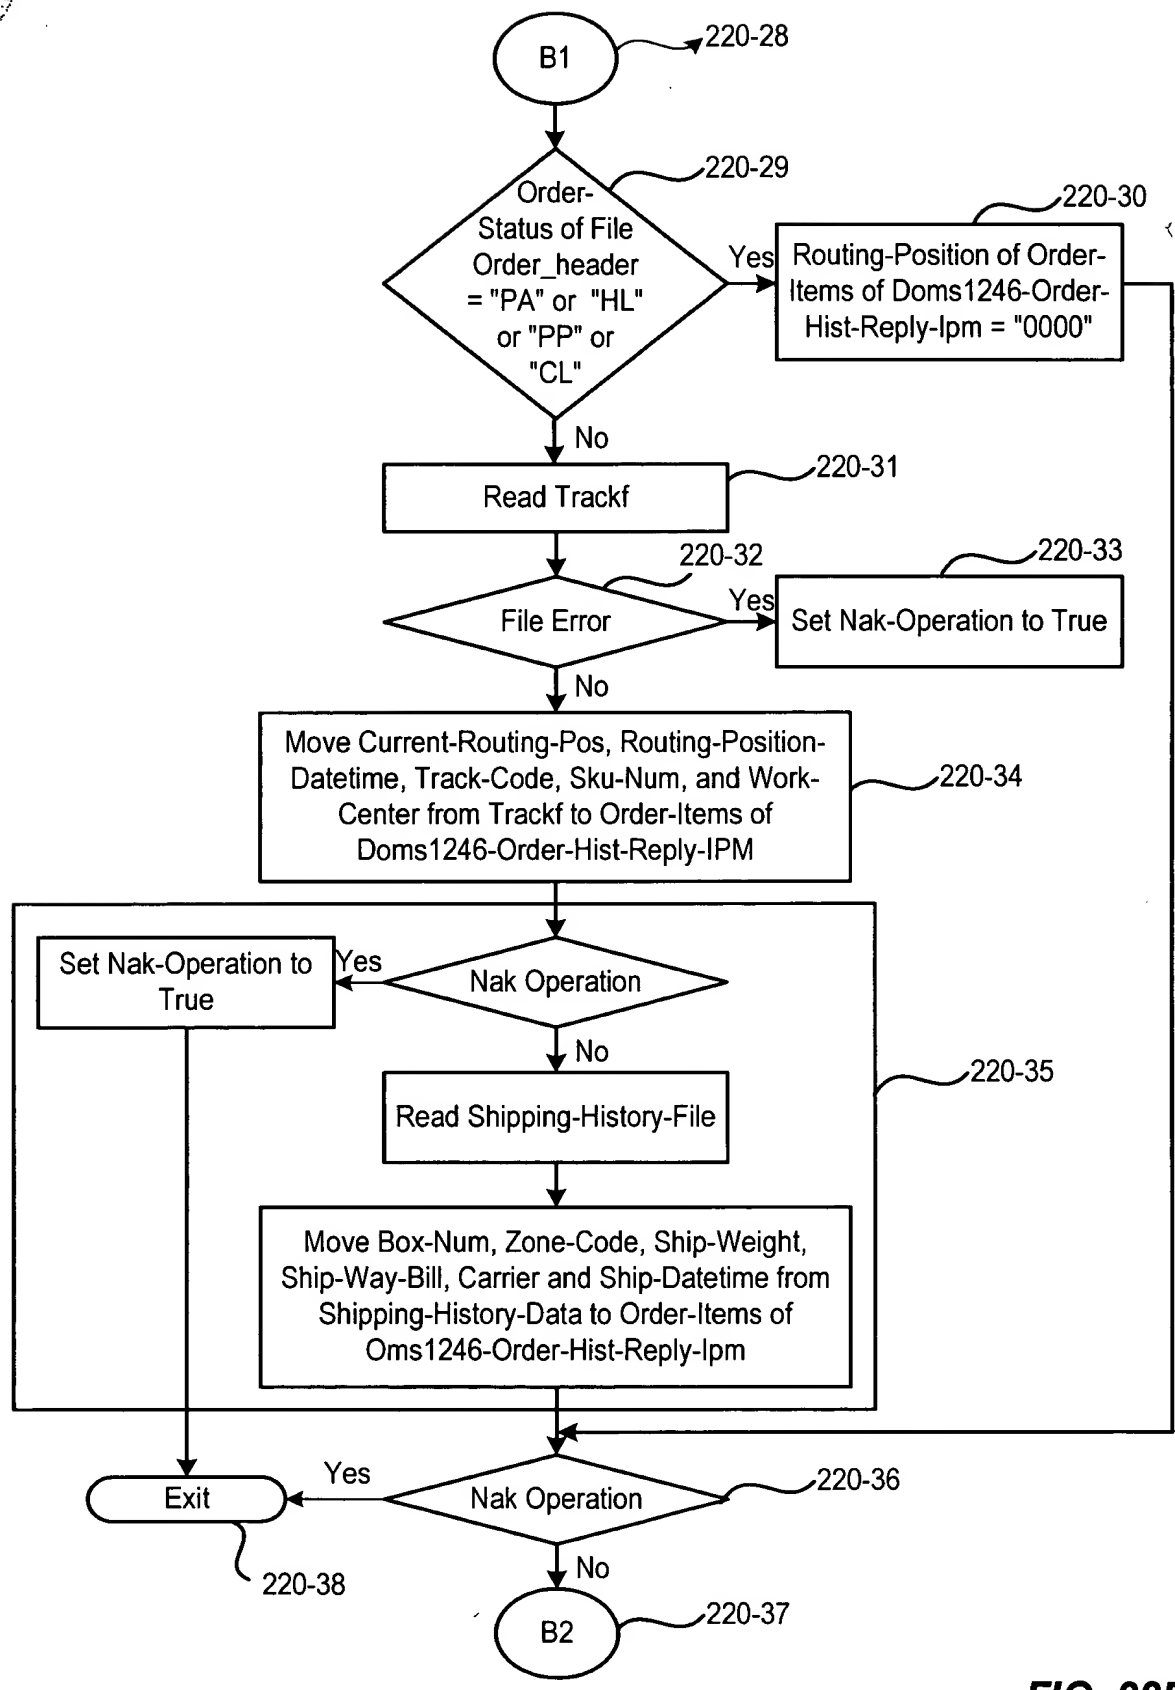 B1
220-28
220-29
Order-
Status of File
Order_header
= "PA" or "HL"
or "PP" or
"CL"
Yes
220-30
Routing-Position of Order-
Items of Doms1246-Order-
Hist-Reply-Ipm = "0000"
No
220-31
Read Trackf
220-32
File Error
Yes
220-33
Set Nak-Operation to True
No
Move Current-Routing-Pos, Routing-Position-
Datetime, Track-Code, Sku-Num, and Work-
Center from Trackf to Order-Items of
Doms1246-Order-Hist-Reply-IPM
220-34
Set Nak-Operation to
True
Yes
Nak Operation
No
220-35
Read Shipping-History-File
Move Box-Num, Zone-Code, Ship-Weight,
Ship-Way-Bill, Carrier and Ship-Datetime from
Shipping-History-Data to Order-Items of
Oms1246-Order-Hist-Reply-Ipm
Exit
Yes
Nak Operation
220-36
220-38
No
B2
220-37
FIG.